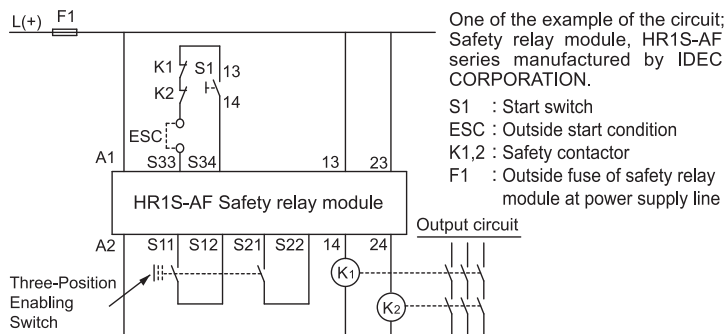 L(+) F1
One of the example of the circuit;
Safety relay module, HR1S-AF
series manufactured by IDEC
CORPORATION.
S1 : Start switch
ESC : Outside start condition
K1,2 : Safety contactor
F1 : Outside fuse of safety relay
module at power supply line
K1 S1 13
K2 14
ESC
A1 S33 S34 13 23
HR1S-AF Safety relay module
Output circuit
A2 S11 S12 S21 S22 14 24
Three-Position
Enabling
Switch
K1
K2